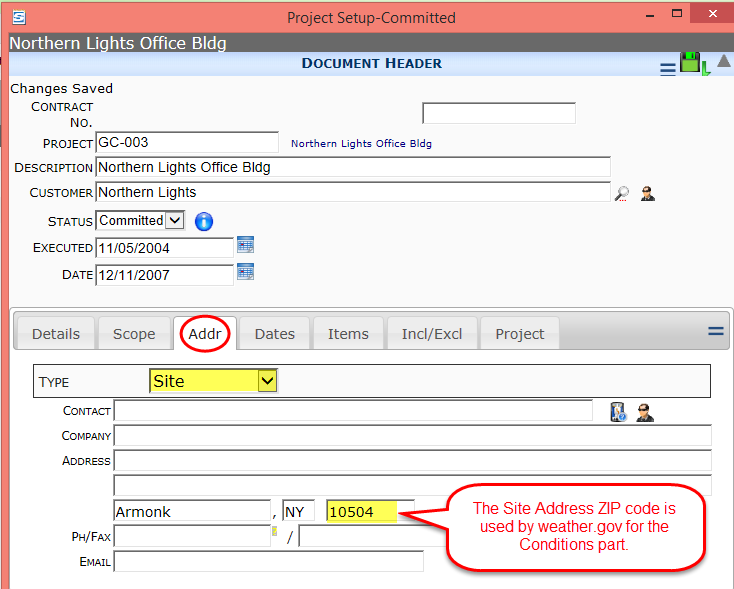 Project Setup-Committed
Northern Lights Office Bldg
DOCUMENT HEADER
Changes Saved
CONTRACT
NO.
PROJECT GC-003 Northern Lights Office Bldg
DESCRIPTION Northern Lights Office Bldg
CUSTOMER Northern Lights
STATUS Committed
EXECUTED 11/05/2004
DATE 12/11/2007
Details Scope Addr Dates Items Incl/Excl Project
TYPE Site
CONTACT
COMPANY
ADDRESS
Armonk , NY 10504
PH/FAX /
EMAIL
The Site Address ZIP code is
used by weather.gov for the
Conditions part.